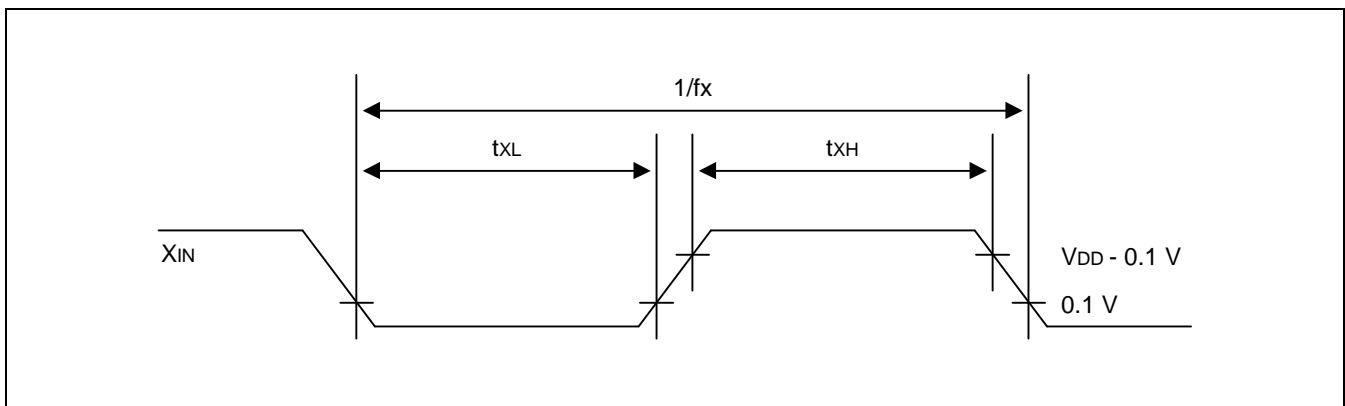 1/fx
tXL
tXH
XIN
VDD - 0.1 V
0.1 V